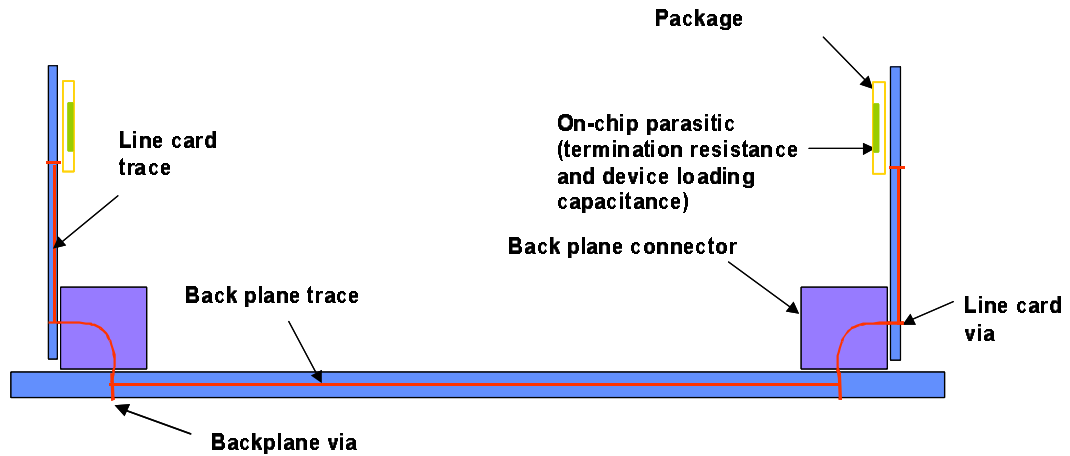 Package
Line card
trace
On-chip parasitic
(termination resistance
and device loading
capacitance)
Back plane connector
Back plane trace
Line card
via
Backplane via